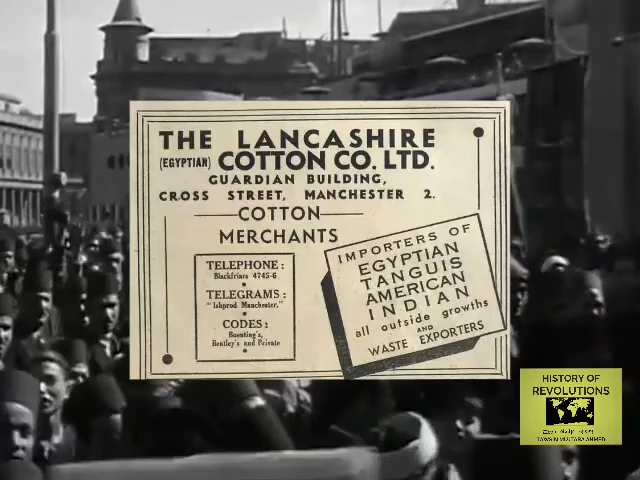 THE LANCASHIRE
(EGYPTIAN) COTTON CO. LTD.
GUARDIAN BUILDING,
CROSS STREET, MANCHESTER 2.
COTTON
MERCHANTS
TELEPHONE:
Blackfriars 4745-6
TELEGRAMS:
"Ishprod Manchester."
CODES:
Buenting's,
Bentley's and Private
IMPORTERS OF
EGYPTIAN
TANGUIS
AMERICAN
INDIAN
all outside growths
AND
WASTE EXPORTERS
HISTORY OF
REVOLUTIONS